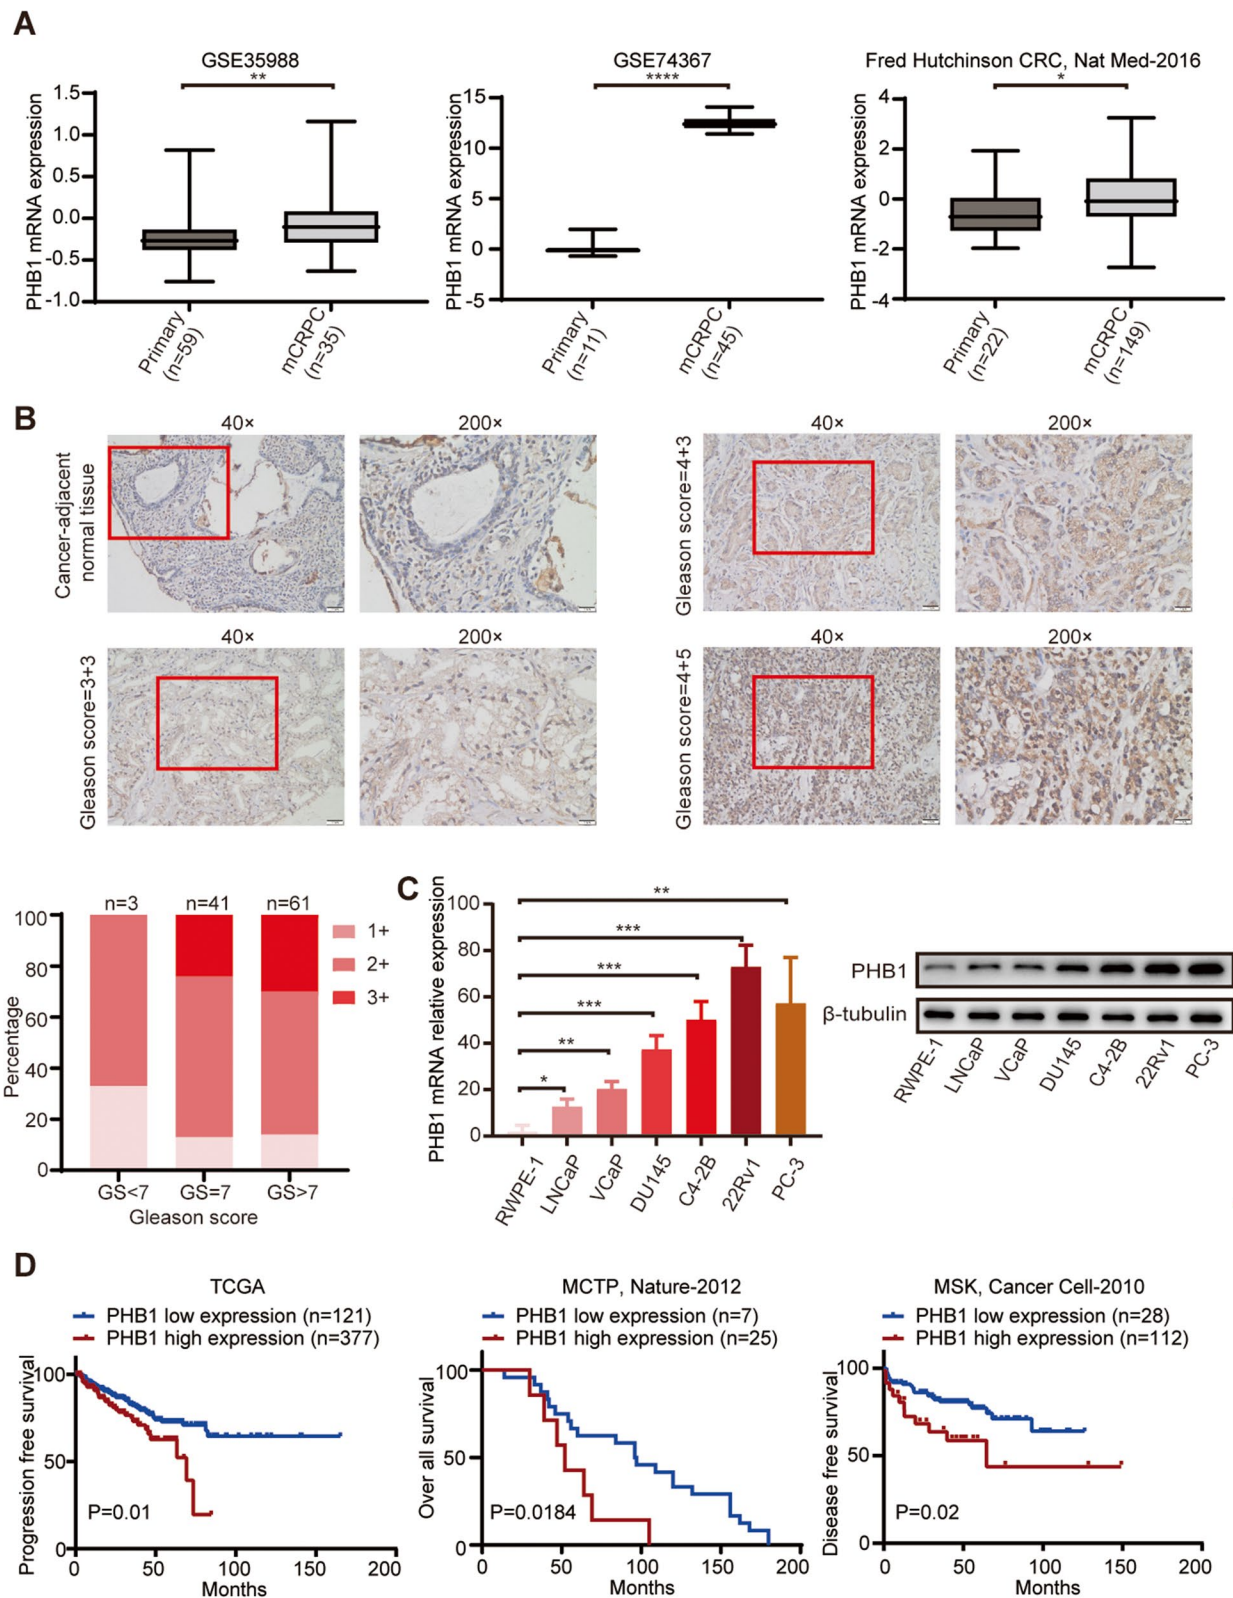 A
GSE35988
**
PHB1 mRNA expression
1.5
1.0
0.5
0.0
-0.5
-1.0
Primary
(n=59)
mCRPC
(n=35)
GSE74367
****
PHB1 mRNA expression
15
10
5
0
-5
Primary
(n=11)
mCRPC
(n=45)
Fred Hutchinson CRC, Nat Med-2016
*
PHB1 mRNA expression
4
2
0
-2
-4
Primary
(n=22)
mCRPC
(n=149)
B
40×
200×
Cancer-adjacent
normal tissue
40×
200×
Gleason score=4+3
40×
200×
Gleason score=3+3
40×
200×
Gleason score=4+5
n=3
n=41
n=61
Percentage
100
80
60
40
20
0
GS<7
GS=7
GS>7
Gleason score
1+
2+
3+
C
PHB1 mRNA relative expression
100
80
60
40
20
0
**
***
***
***
**
*
RWPE-1
LNCaP
VCaP
DU145
C4-2B
22Rv1
PC-3
PHB1
β-tubulin
RWPE-1
LNCaP
VCaP
DU145
C4-2B
22Rv1
PC-3
D
TCGA
PHB1 low expression (n=121)
PHB1 high expression (n=377)
Progression free survival
100
50
0
P=0.01
0
50
100
150
200
Months
MCTP, Nature-2012
PHB1 low expression (n=7)
PHB1 high expression (n=25)
Over all survival
100
50
0
P=0.0184
0
50
100
150
200
Months
MSK, Cancer Cell-2010
PHB1 low expression (n=28)
PHB1 high expression (n=112)
Disease free survival
100
50
0
P=0.02
0
50
100
150
200
Months